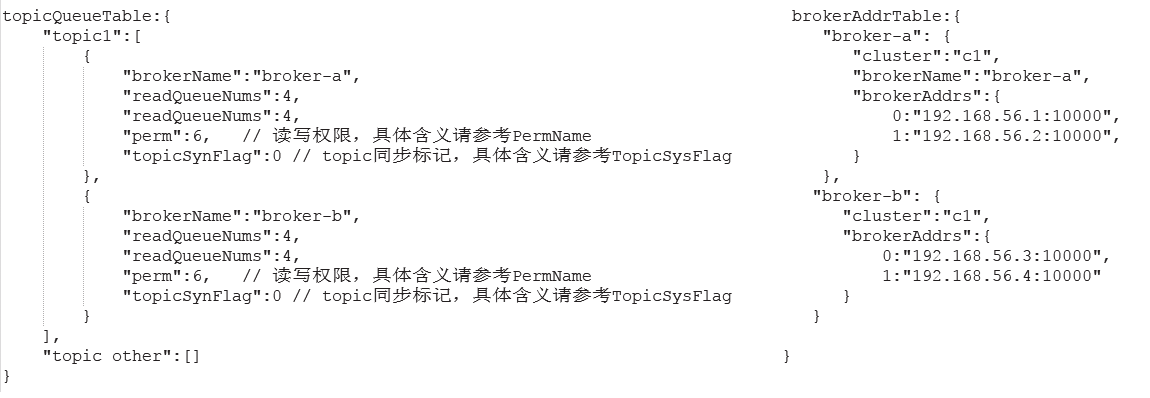 topicQueueTable:{
    "topic1":[
        {
            "brokerName":"broker-a",
            "readQueueNums":4,
            "readQueueNums":4,
            "perm":6,   // 读写权限，具体含义请参考PermName
            "topicSynFlag":0 // topic同步标记，具体含义请参考TopicSysFlag
        },
        {
            "brokerName":"broker-b",
            "readQueueNums":4,
            "readQueueNums":4,
            "perm":6,   // 读写权限，具体含义请参考PermName
            "topicSynFlag":0 // topic同步标记，具体含义请参考TopicSysFlag
        }
    ],
    "topic other":[]
}
brokerAddrTable:{
   "broker-a": {
      "cluster":"c1",
      "brokerName":"broker-a",
      "brokerAddrs":{
          0:"192.168.56.1:10000",
          1:"192.168.56.2:10000",
      }
   },
  "broker-b": {
     "cluster":"c1",
     "brokerAddrs":{
         0:"192.168.56.3:10000",
         1:"192.168.56.4:10000"
     }
  }
}